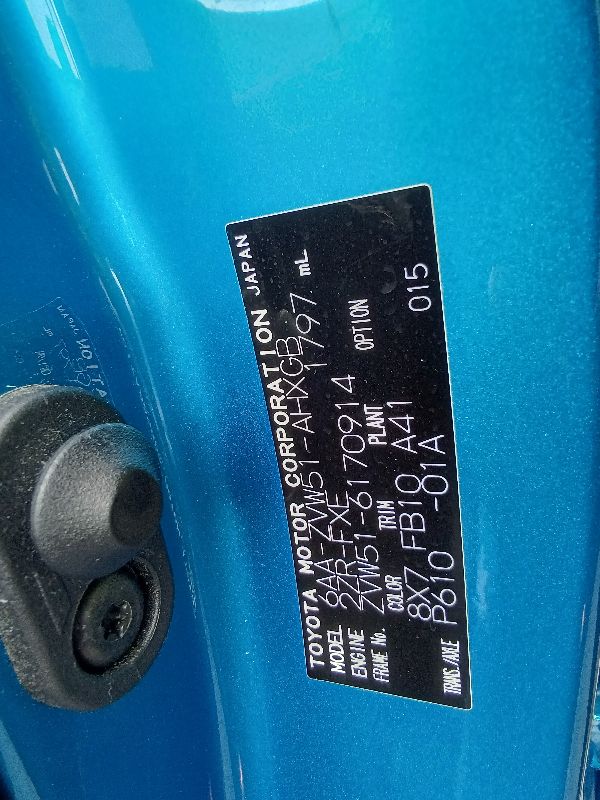 TOYOTA MOTOR CORPORATION JAPAN
MODEL 6AA-ZVW51-AHXGB
ENGINE 2ZR-FXE 1797 mL
FRAME No. ZVW51-6170914
COLOR TRIM PLANT OPTION
8X7 FB10 A41 015
TRANS./AXLE P610 -01A